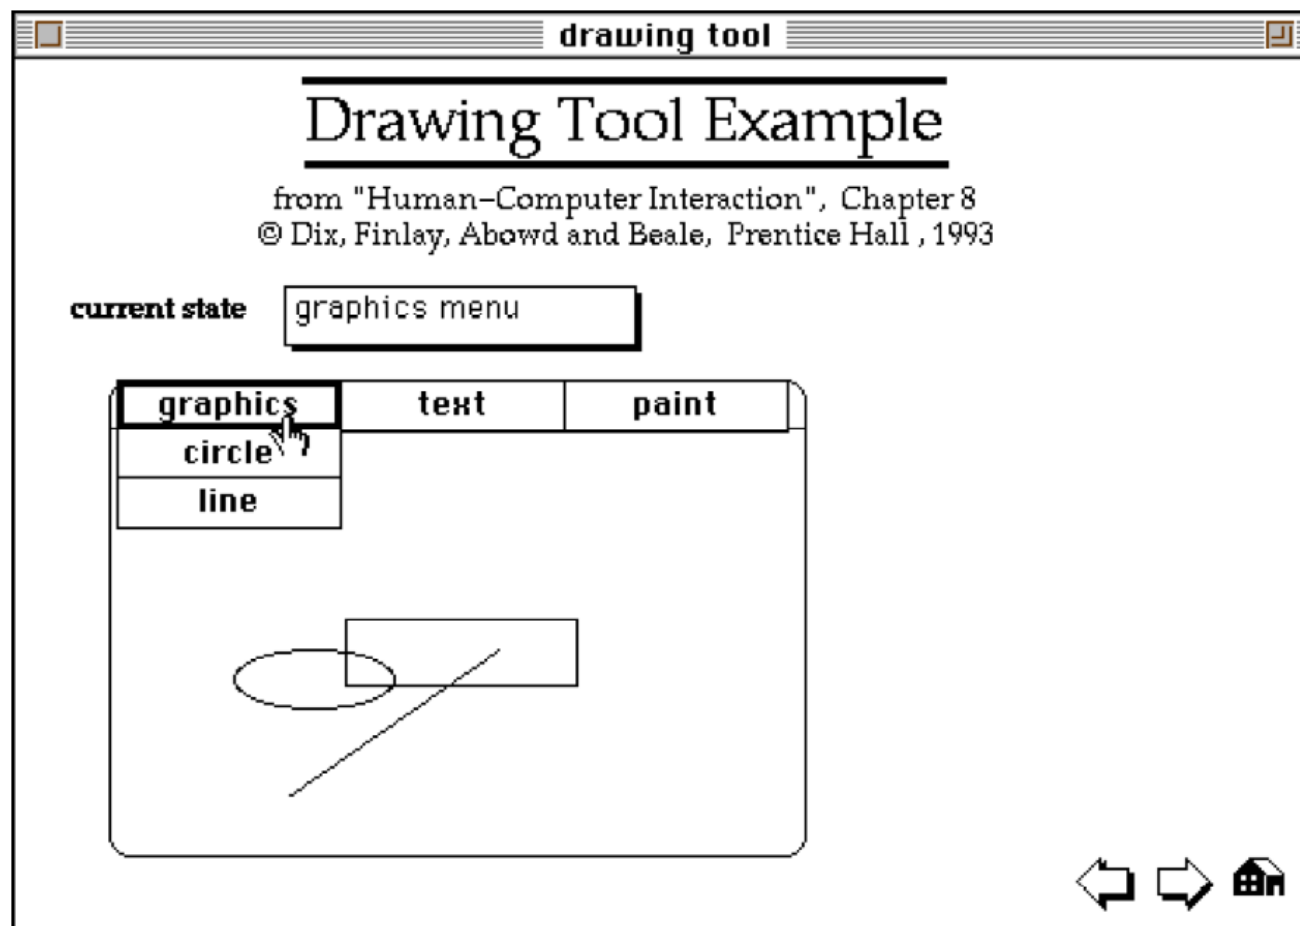 drawing tool
Drawing Tool Example
from "Human-Computer Interaction", Chapter 8
© Dix, Finlay, Abowd and Beale, Prentice Hall , 1993
current state graphics menu
graphics text paint
circle
line